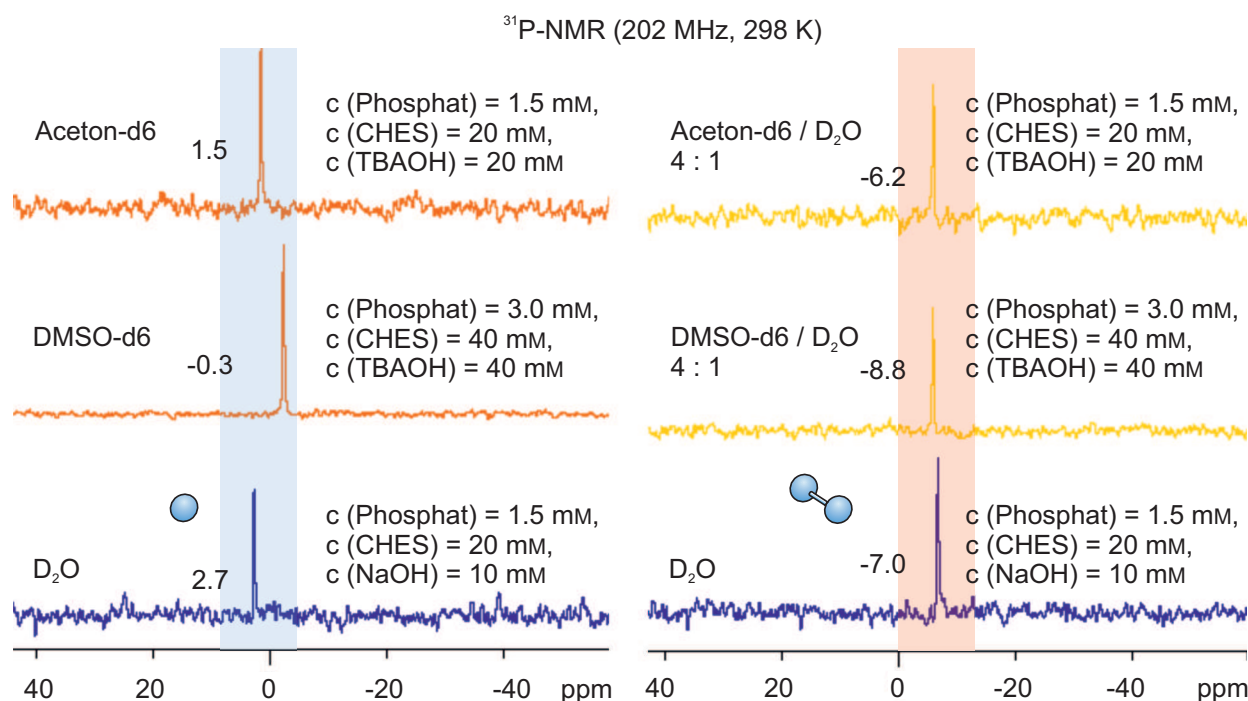 ³¹P-NMR (202 MHz, 298 K)
Aceton-d6
1.5
c (Phosphat) = 1.5 mM,
c (CHES) = 20 mM,
c (TBAOH) = 20 mM
DMSO-d6
-0.3
c (Phosphat) = 3.0 mM,
c (CHES) = 40 mM,
c (TBAOH) = 40 mM
D₂O
2.7
c (Phosphat) = 1.5 mM,
c (CHES) = 20 mM,
c (NaOH) = 10 mM
40 20 0 -20 -40 ppm
Aceton-d6 / D₂O
4 : 1
-6.2
c (Phosphat) = 1.5 mM,
c (CHES) = 20 mM,
c (TBAOH) = 20 mM
DMSO-d6 / D₂O
4 : 1
-8.8
c (Phosphat) = 3.0 mM,
c (CHES) = 40 mM,
c (TBAOH) = 40 mM
D₂O
-7.0
c (Phosphat) = 1.5 mM,
c (CHES) = 20 mM,
c (NaOH) = 10 mM
40 20 0 -20 -40 ppm